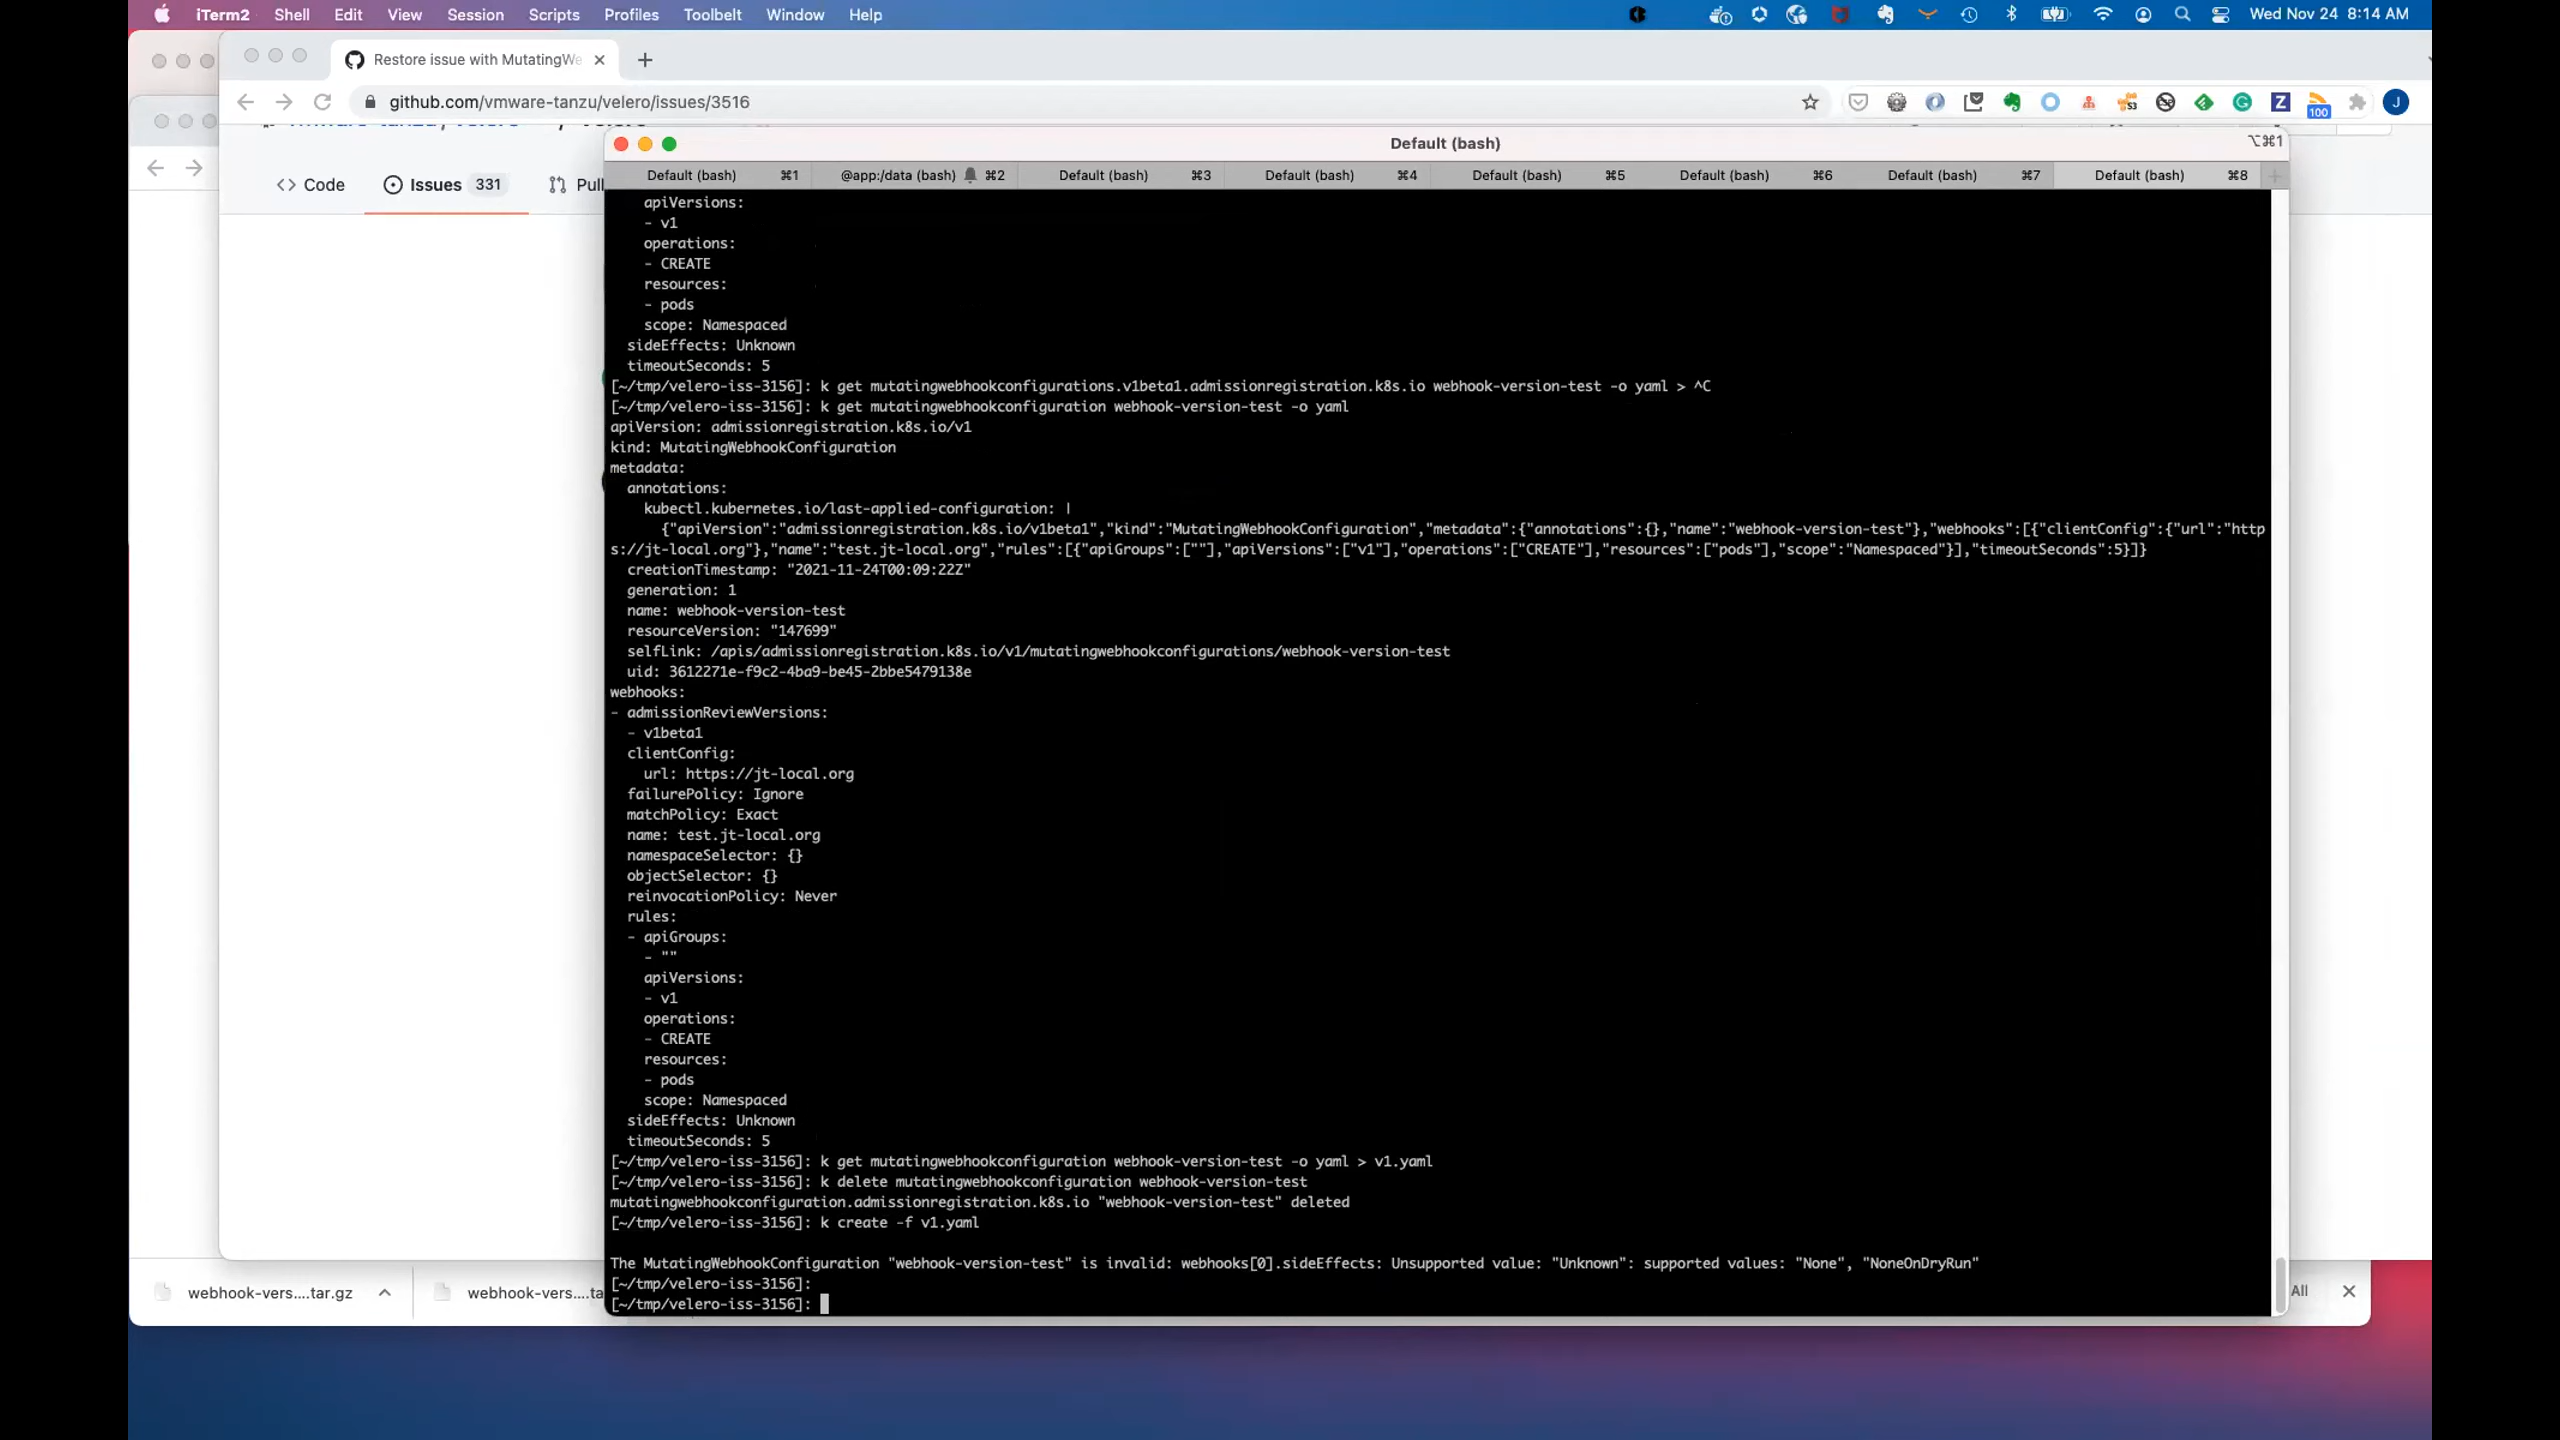 iTerm2 Shell Edit View Session Scripts Profiles Toolbelt Window Help Wed Nov 24 8:14 AM
Restore issue with MutatingWe
github.com/vmware-tanzu/velero/issues/3516
100
J
Default (bash) ⌥⌘1
Default (bash) ⌘1 @app:/data (bash) ⌘2 Default (bash) ⌘3 Default (bash) ⌘4 Default (bash) ⌘5 Default (bash) ⌘6 Default (bash) ⌘7 Default (bash) ⌘8
<> Code Issues 331 Pull
apiVersions:
- v1
operations:
- CREATE
resources:
- pods
scope: Namespaced
sideEffects: Unknown
timeoutSeconds: 5
[~/tmp/velero-iss-3156]: k get mutatingwebhookconfigurations.v1beta1.admissionregistration.k8s.io webhook-version-test -o yaml > ^C
[~/tmp/velero-iss-3156]: k get mutatingwebhookconfiguration webhook-version-test -o yaml
apiVersion: admissionregistration.k8s.io/v1
kind: MutatingWebhookConfiguration
metadata:
annotations:
kubectl.kubernetes.io/last-applied-configuration: |
{"apiVersion":"admissionregistration.k8s.io/v1beta1","kind":"MutatingWebhookConfiguration","metadata":{"annotations":{},"name":"webhook-version-test"},"webhooks":[{"clientConfig":{"url":"http
s://jt-local.org"},"name":"test.jt-local.org","rules":[{"apiGroups":[""],"apiVersions":["v1"],"operations":["CREATE"],"resources":["pods"],"scope":"Namespaced"}],"timeoutSeconds":5}]}
creationTimestamp: "2021-11-24T00:09:22Z"
generation: 1
name: webhook-version-test
resourceVersion: "147699"
selfLink: /apis/admissionregistration.k8s.io/v1/mutatingwebhookconfigurations/webhook-version-test
uid: 3612271e-f9c2-4ba9-be45-2bbe5479138e
webhooks:
- admissionReviewVersions:
- v1beta1
clientConfig:
url: https://jt-local.org
failurePolicy: Ignore
matchPolicy: Exact
name: test.jt-local.org
namespaceSelector: {}
objectSelector: {}
reinvocationPolicy: Never
rules:
- apiGroups:
- ""
apiVersions:
- v1
operations:
- CREATE
resources:
- pods
scope: Namespaced
sideEffects: Unknown
timeoutSeconds: 5
[~/tmp/velero-iss-3156]: k get mutatingwebhookconfiguration webhook-version-test -o yaml > v1.yaml
[~/tmp/velero-iss-3156]: k delete mutatingwebhookconfiguration webhook-version-test
mutatingwebhookconfiguration.admissionregistration.k8s.io "webhook-version-test" deleted
[~/tmp/velero-iss-3156]: k create -f v1.yaml
The MutatingWebhookConfiguration "webhook-version-test" is invalid: webhooks[0].sideEffects: Unsupported value: "Unknown": supported values: "None", "NoneOnDryRun"
[~/tmp/velero-iss-3156]:
[~/tmp/velero-iss-3156]:
webhook-vers....tar.gz webhook-vers....ta All